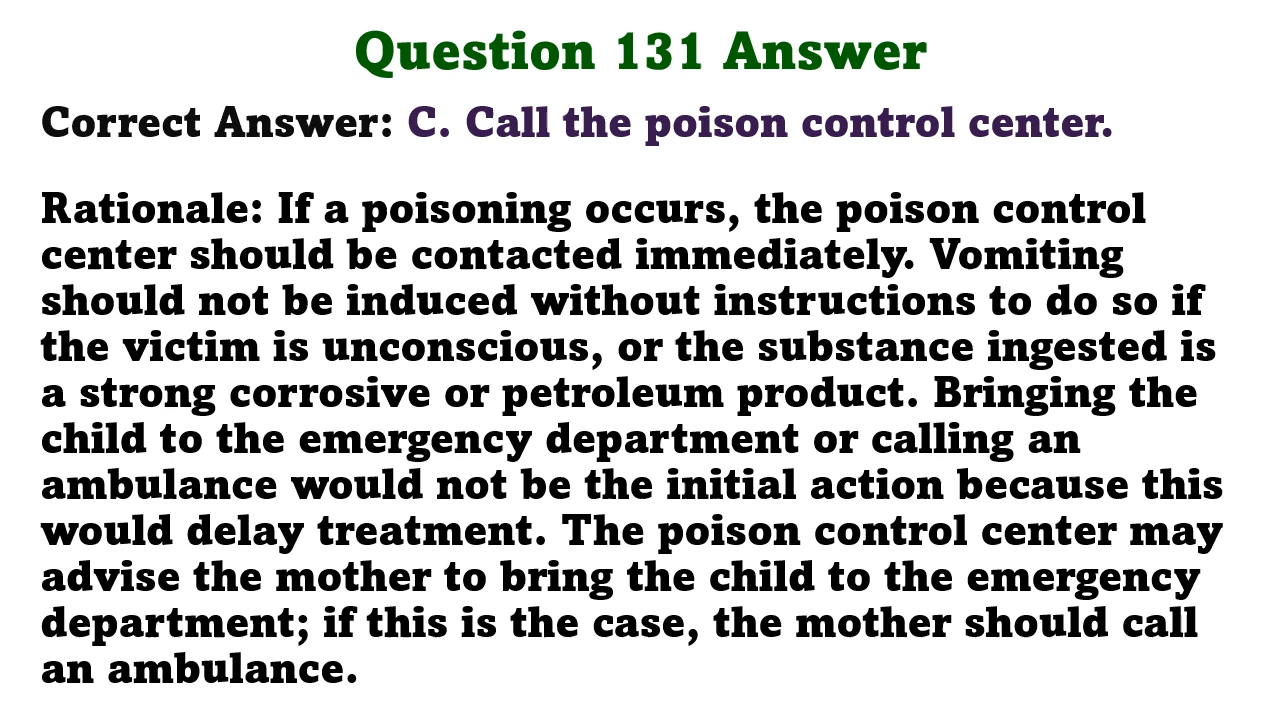 Question 131 Answer
Correct Answer: C. Call the poison control center.
Rationale: If a poisoning occurs, the poison control
center should be contacted immediately. Vomiting
should not be induced without instructions to do so if
the victim is unconscious, or the substance ingested is
a strong corrosive or petroleum product. Bringing the
child to the emergency department or calling an
ambulance would not be the initial action because this
would delay treatment. The poison control center may
advise the mother to bring the child to the emergency
department; if this is the case, the mother should call
an ambulance.